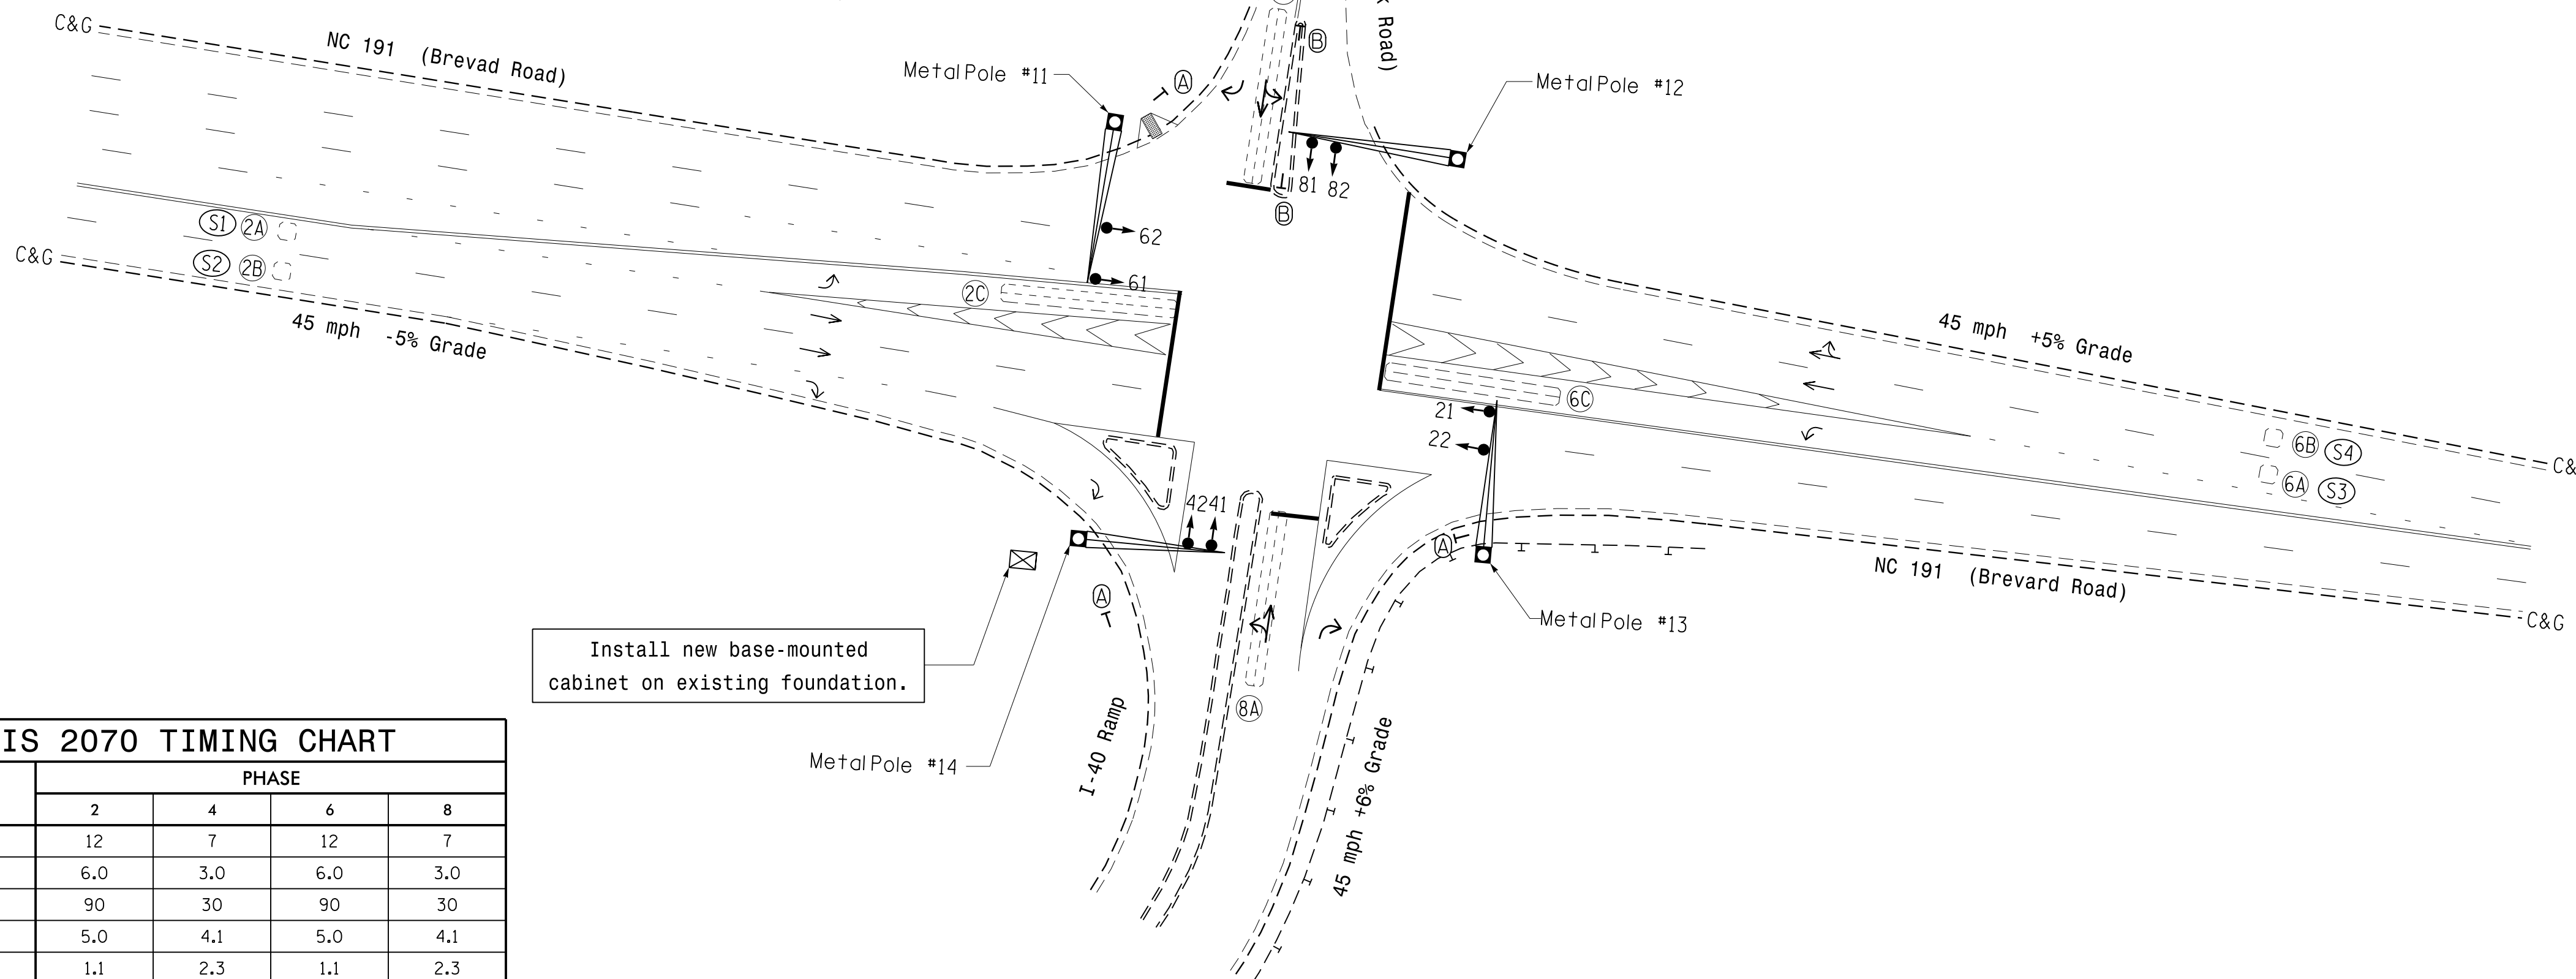 C&G
NC 191 (Brevad Road)
Metal Pole #11
A
B
Road)
Metal Pole #12
81 82
B
62
61
S1 2A
S2 2B
C&G
2C
45 mph -5% Grade
45 mph +5% Grade
6C
21
22
6B S4
6A S3
C&
4241
A
NC 191 (Brevard Road)
C&G
Metal Pole #13
A
Install new base-mounted
cabinet on existing foundation.
8A
I-40 Ramp
Metal Pole #14
45 mph +6% Grade
IS 2070 TIMING CHART
PHASE
2 4 6 8
12 7 12 7
6.0 3.0 6.0 3.0
90 30 90 30
5.0 4.1 5.0 4.1
1.1 2.3 1.1 2.3